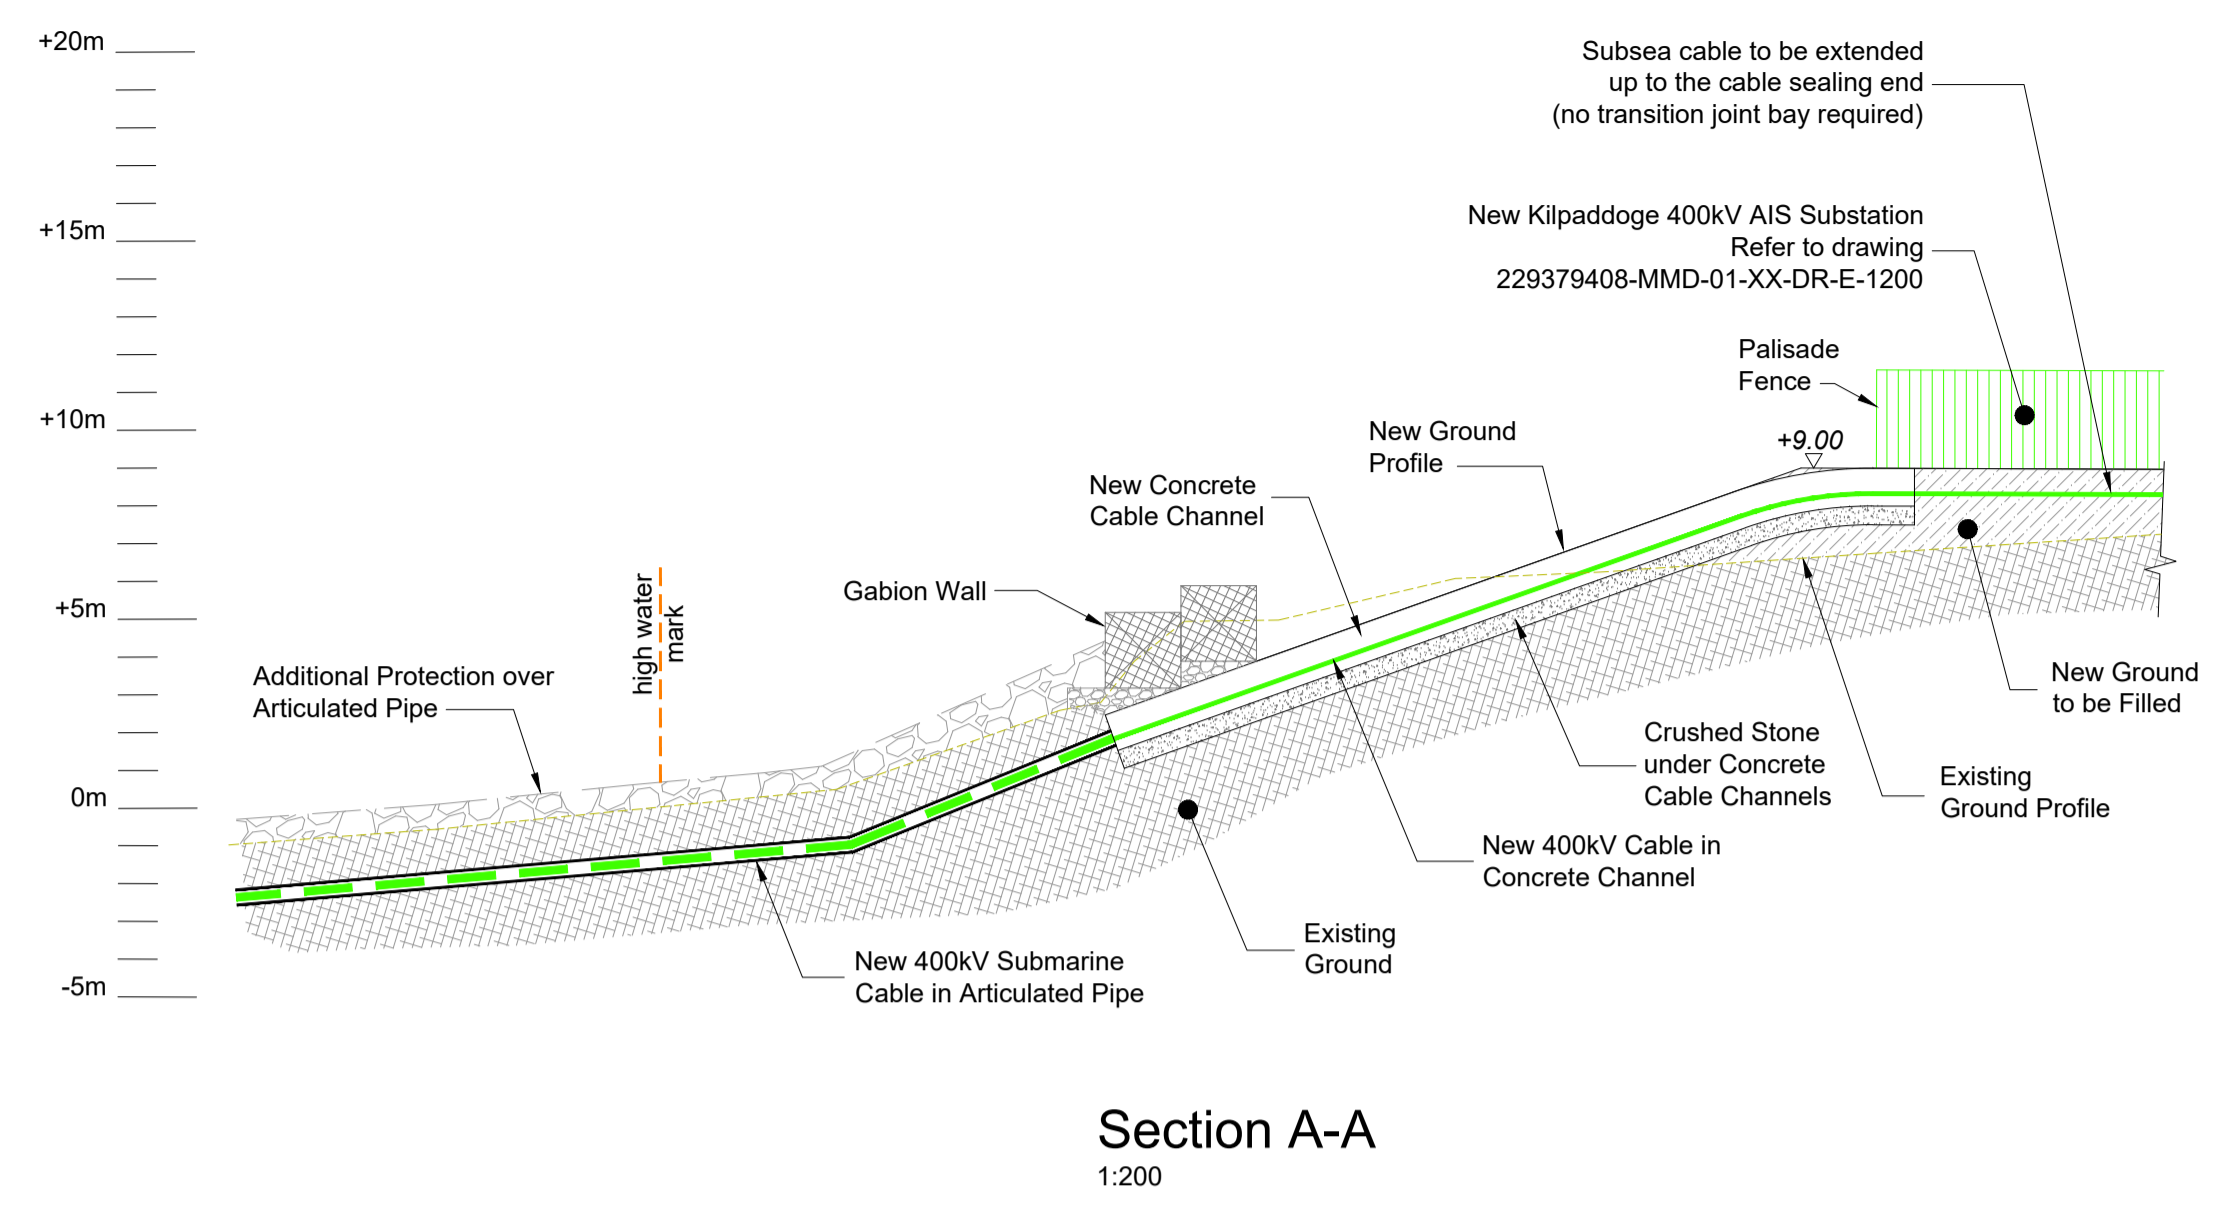 +20m
+15m
+10m
+5m
0m
-5m
Subsea cable to be extended
up to the cable sealing end
(no transition joint bay required)
New Kilpaddoge 400kV AIS Substation
Refer to drawing
229379408-MMD-01-XX-DR-E-1200
Palisade
Fence
+9.00
New Ground
Profile
New Concrete
Cable Channel
Gabion Wall
high water
mark
Additional Protection over
Articulated Pipe
New Ground
to be Filled
Crushed Stone
under Concrete
Cable Channels
Existing
Ground Profile
New 400kV Cable in
Concrete Channel
Existing
Ground
New 400kV Submarine
Cable in Articulated Pipe
Section A-A
1:200